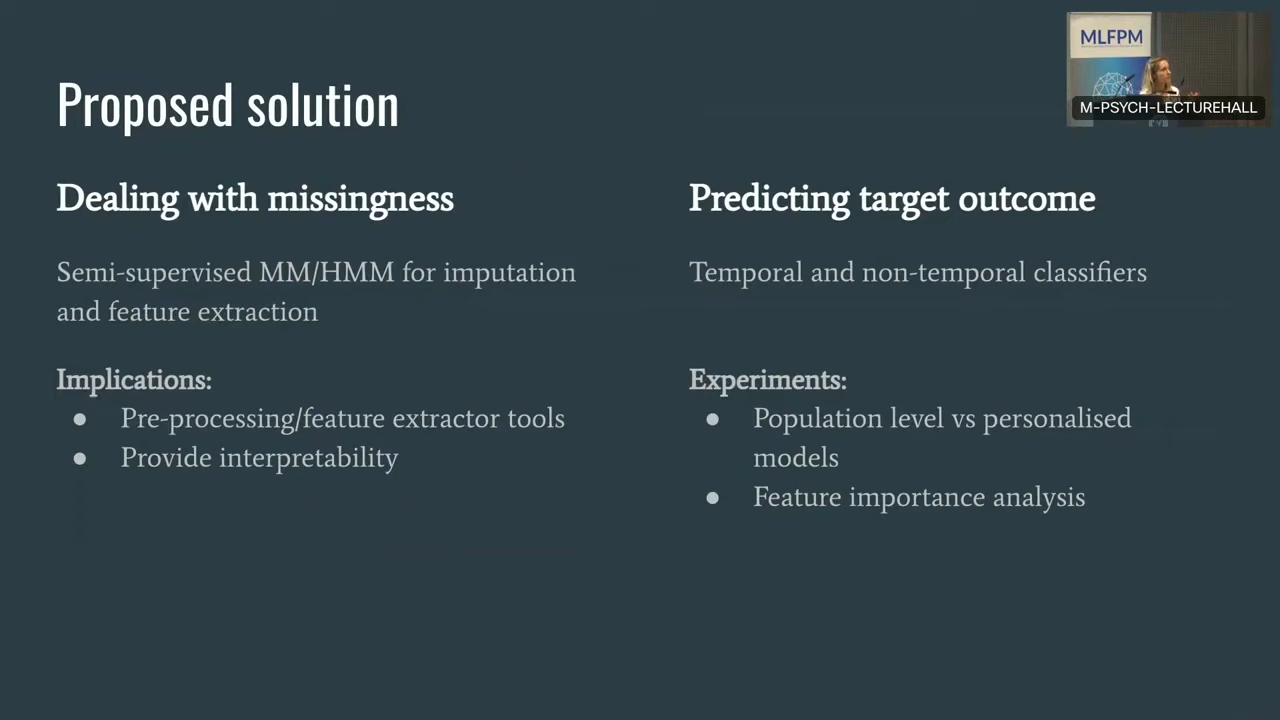 Proposed solution
MLFPM
M-PSYCH-LECTUREHALL
Dealing with missingness
Semi-supervised MM/HMM for imputation
and feature extraction
Implications:
● Pre-processing/feature extractor tools
● Provide interpretability
Predicting target outcome
Temporal and non-temporal classifiers
Experiments:
● Population level vs personalised
models
● Feature importance analysis